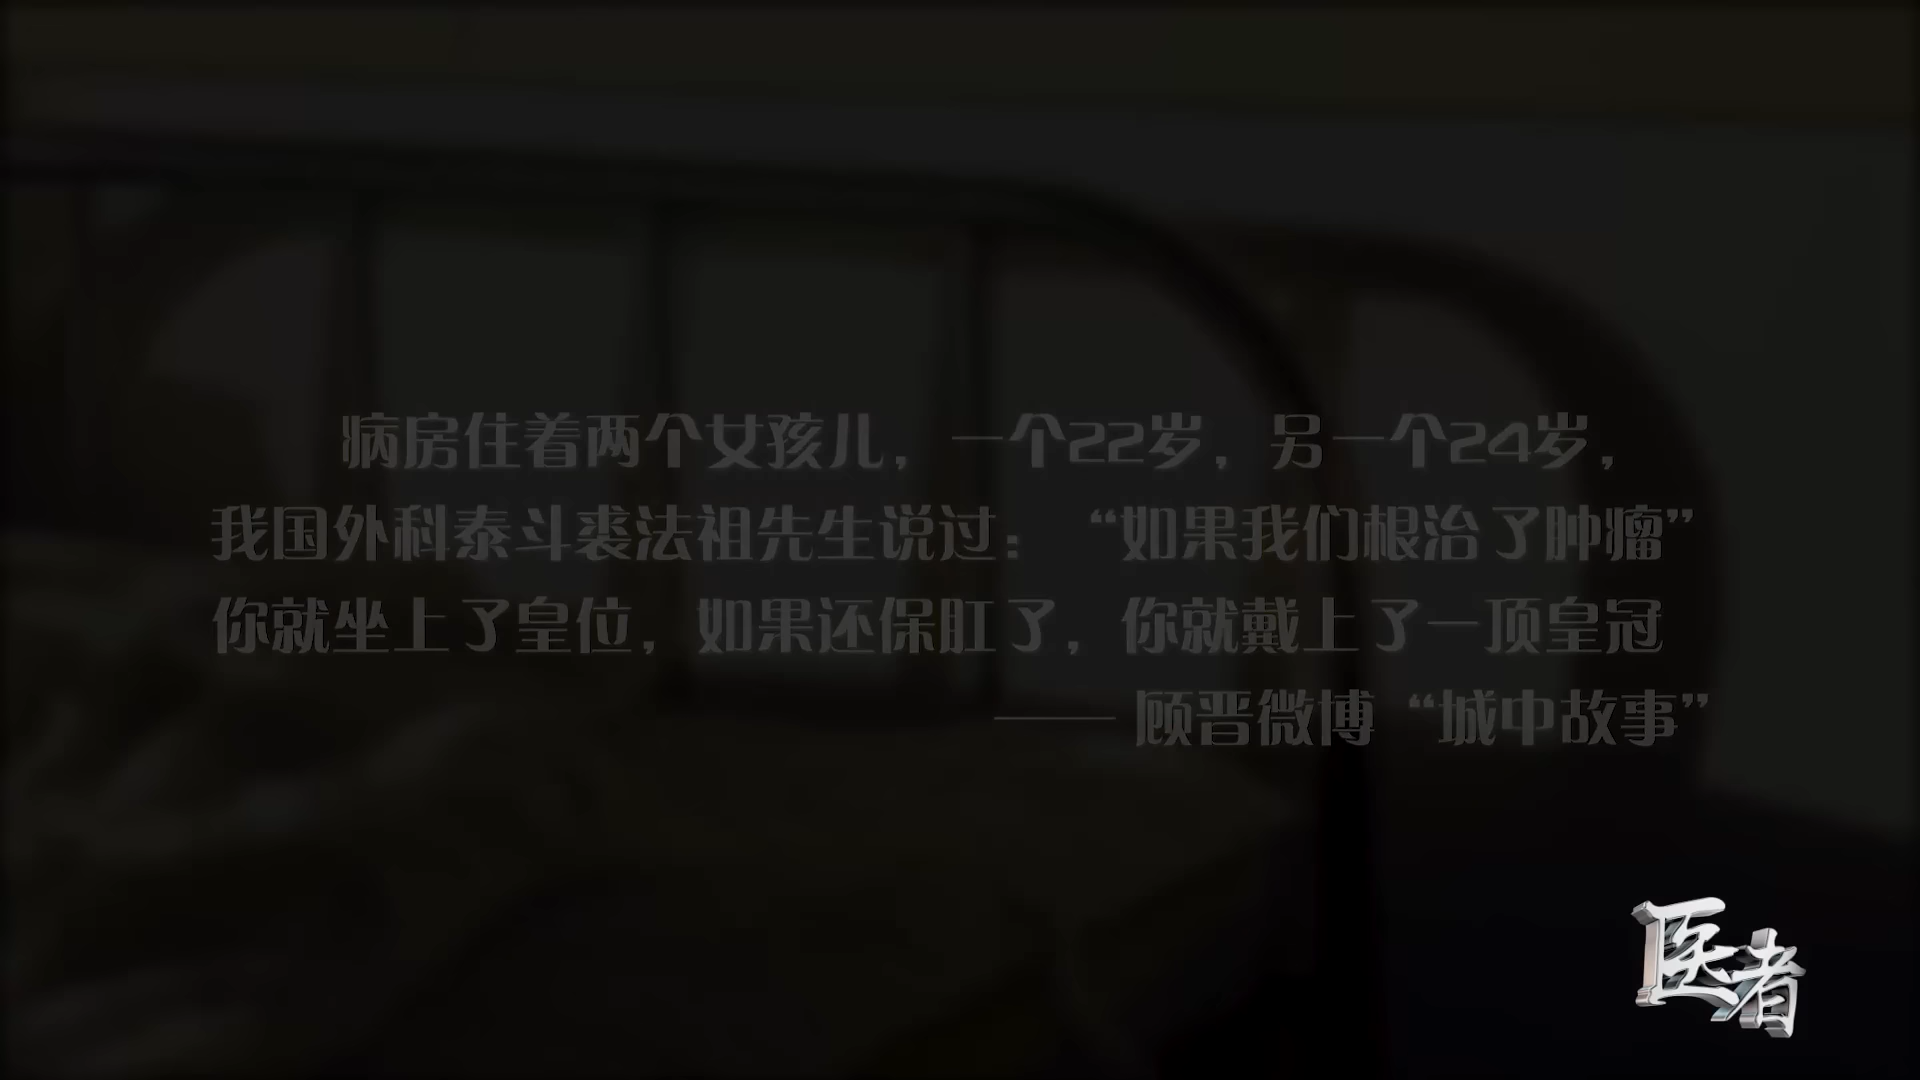 病房住着两个女孩儿，一个22岁，另一个24岁，
我国外科泰斗裘法祖先生说过：“如果我们根治了肿瘤”
你就坐上了皇位，如果还保肛了，你就戴上了一顶皇冠
—— 顾晋微博“城中故事”
医者